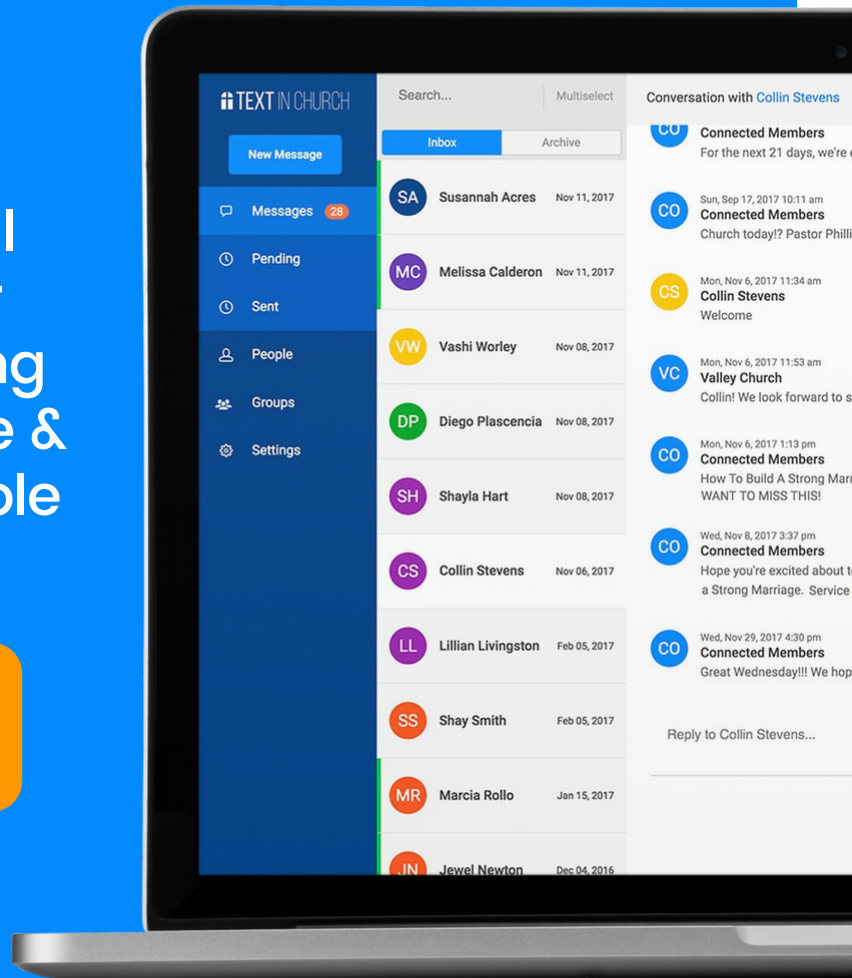 &
TEXT IN CHURCH
New Message
Messages 28
Pending
Sent
People
Groups
Settings
Search...
Multiselect
Inbox
Archive
SA Susannah Acres Nov 11, 2017
MC Melissa Calderon Nov 11, 2017
VW Vashi Worley Nov 08, 2017
DP Diego Plascencia Nov 08, 2017
SH Shayla Hart Nov 08, 2017
CS Collin Stevens Nov 06, 2017
LL Lillian Livingston Feb 05, 2017
SS Shay Smith Feb 05, 2017
MR Marcia Rollo Jan 15, 2017
JN Jewel Newton Dec 04, 2016
Conversation with Collin Stevens
CO
Connected Members
For the next 21 days, we're
Sun, Sep 17, 2017 10:11 am
CO Connected Members
Church today!? Pastor Philli
Mon, Nov 6, 2017 11:34 am
CS Collin Stevens
Welcome
Mon, Nov 6, 2017 11:53 am
VC Valley Church
Collin! We look forward to s
Mon, Nov 6, 2017 1:13 pm
CO Connected Members
How To Build A Strong Marr
WANT TO MISS THIS!
Wed, Nov 8, 2017 3:37 pm
CO Connected Members
Hope you're excited about t
a Strong Marriage. Service
Wed, Nov 29, 2017 4:30 pm
CO Connected Members
Great Wednesday!!! We hop
Reply to Collin Stevens...